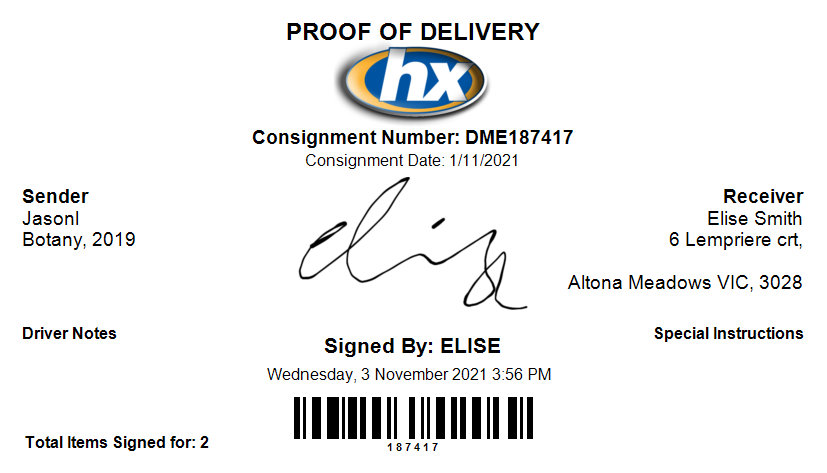 PROOF OF DELIVERY
hx
Consignment Number: DME187417
Consignment Date: 1/11/2021
Sender
JasonI
Botany, 2019
Receiver
Elise Smith
6 Lempriere crt,
Altona Meadows VIC, 3028
elisa
Driver Notes
Special Instructions
Signed By: ELISE
Wednesday, 3 November 2021 3:56 PM
187417
Total Items Signed for: 2